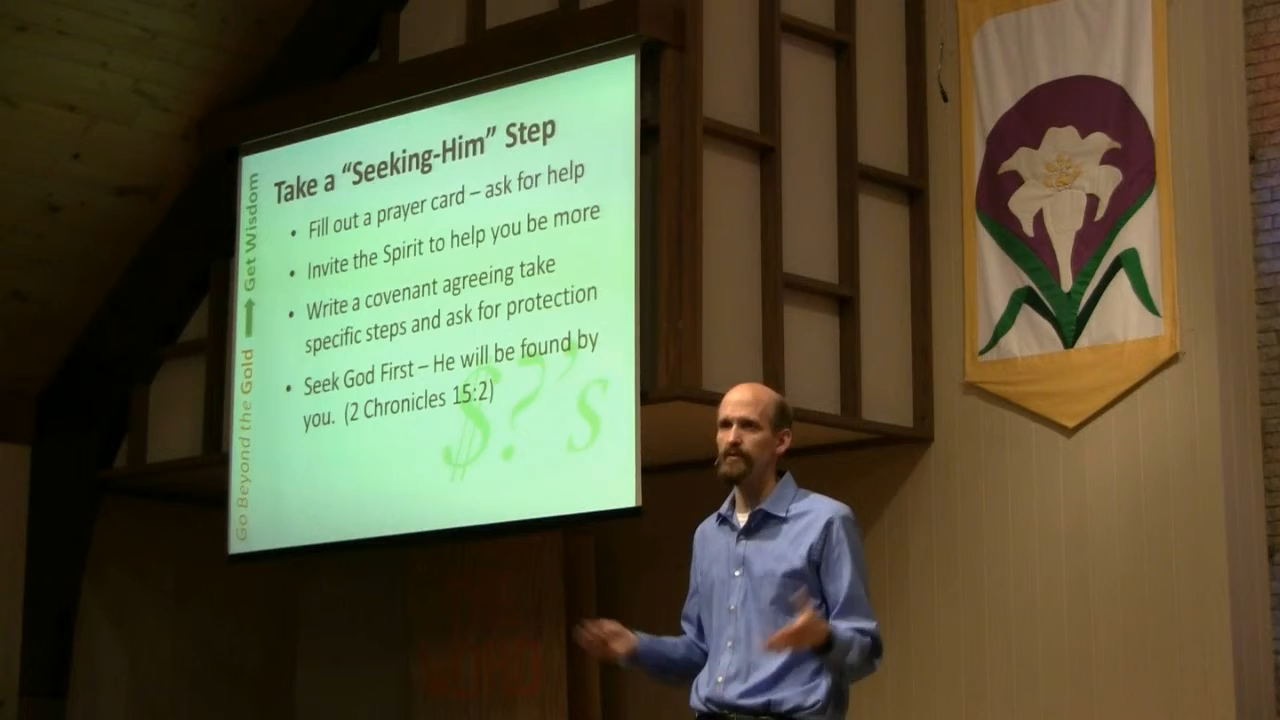 Take a “Seeking-Him” Step
• Fill out a prayer card – ask for help
• Invite the Spirit to help you be more
• Write a covenant agreeing take
specific steps and ask for protection
• Seek God First – He will be found by
you. (2 Chronicles 15:2)
$?’s
Go Beyond the Gold → Get Wisdom
WORD